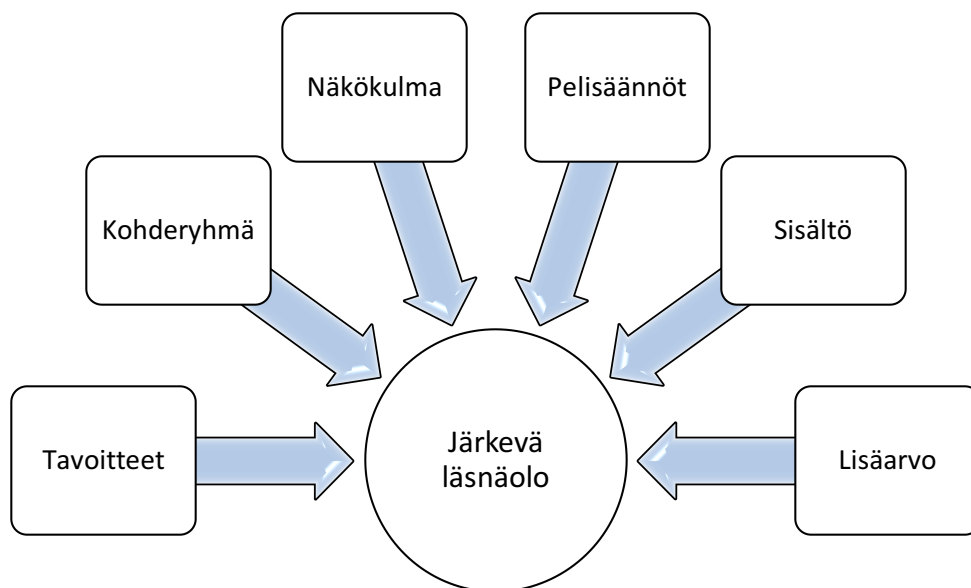 Näkökulma
Pelisäännöt
Kohderyhmä
Sisältö
Tavoitteet
Järkevä
läsnäolo
Lisäarvo